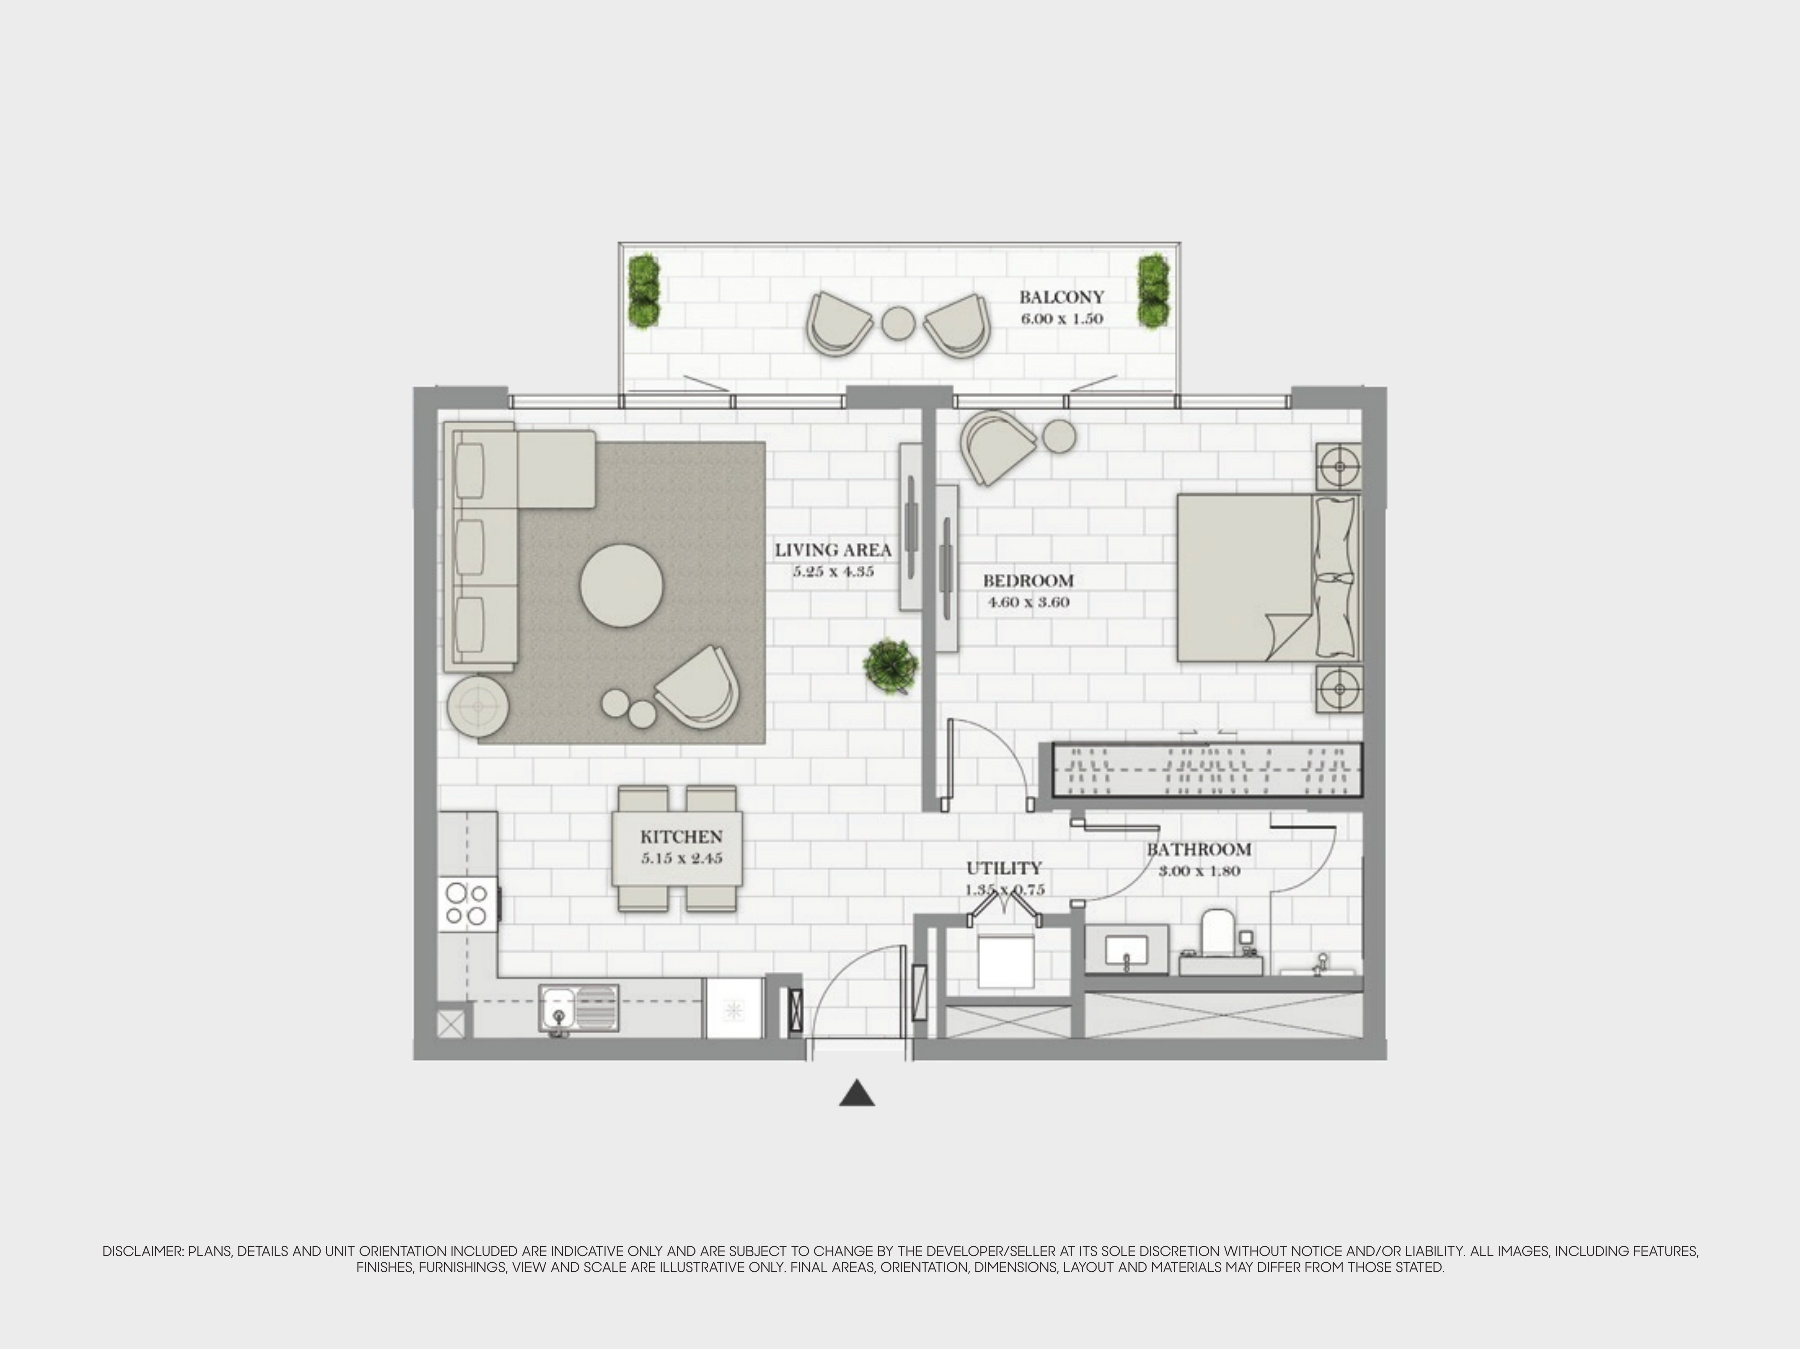 BALCONY
6.00 x 1.50
LIVING AREA
5.25 x 4.35
BEDROOM
4.60 x 3.60
KITCHEN
5.15 x 2.45
UTILITY
1.35 x 0.75
BATHROOM
3.00 x 1.80
DISCLAIMER: PLANS, DETAILS AND UNIT ORIENTATION INCLUDED ARE INDICATIVE ONLY AND ARE SUBJECT TO CHANGE BY THE DEVELOPER/SELLER AT ITS SOLE DISCRETION WITHOUT NOTICE AND/OR LIABILITY. ALL IMAGES, INCLUDING FEATURES,
FINISHES, FURNISHINGS, VIEW AND SCALE ARE ILLUSTRATIVE ONLY. FINAL AREAS, ORIENTATION, DIMENSIONS, LAYOUT AND MATERIALS MAY DIFFER FROM THOSE STATED.